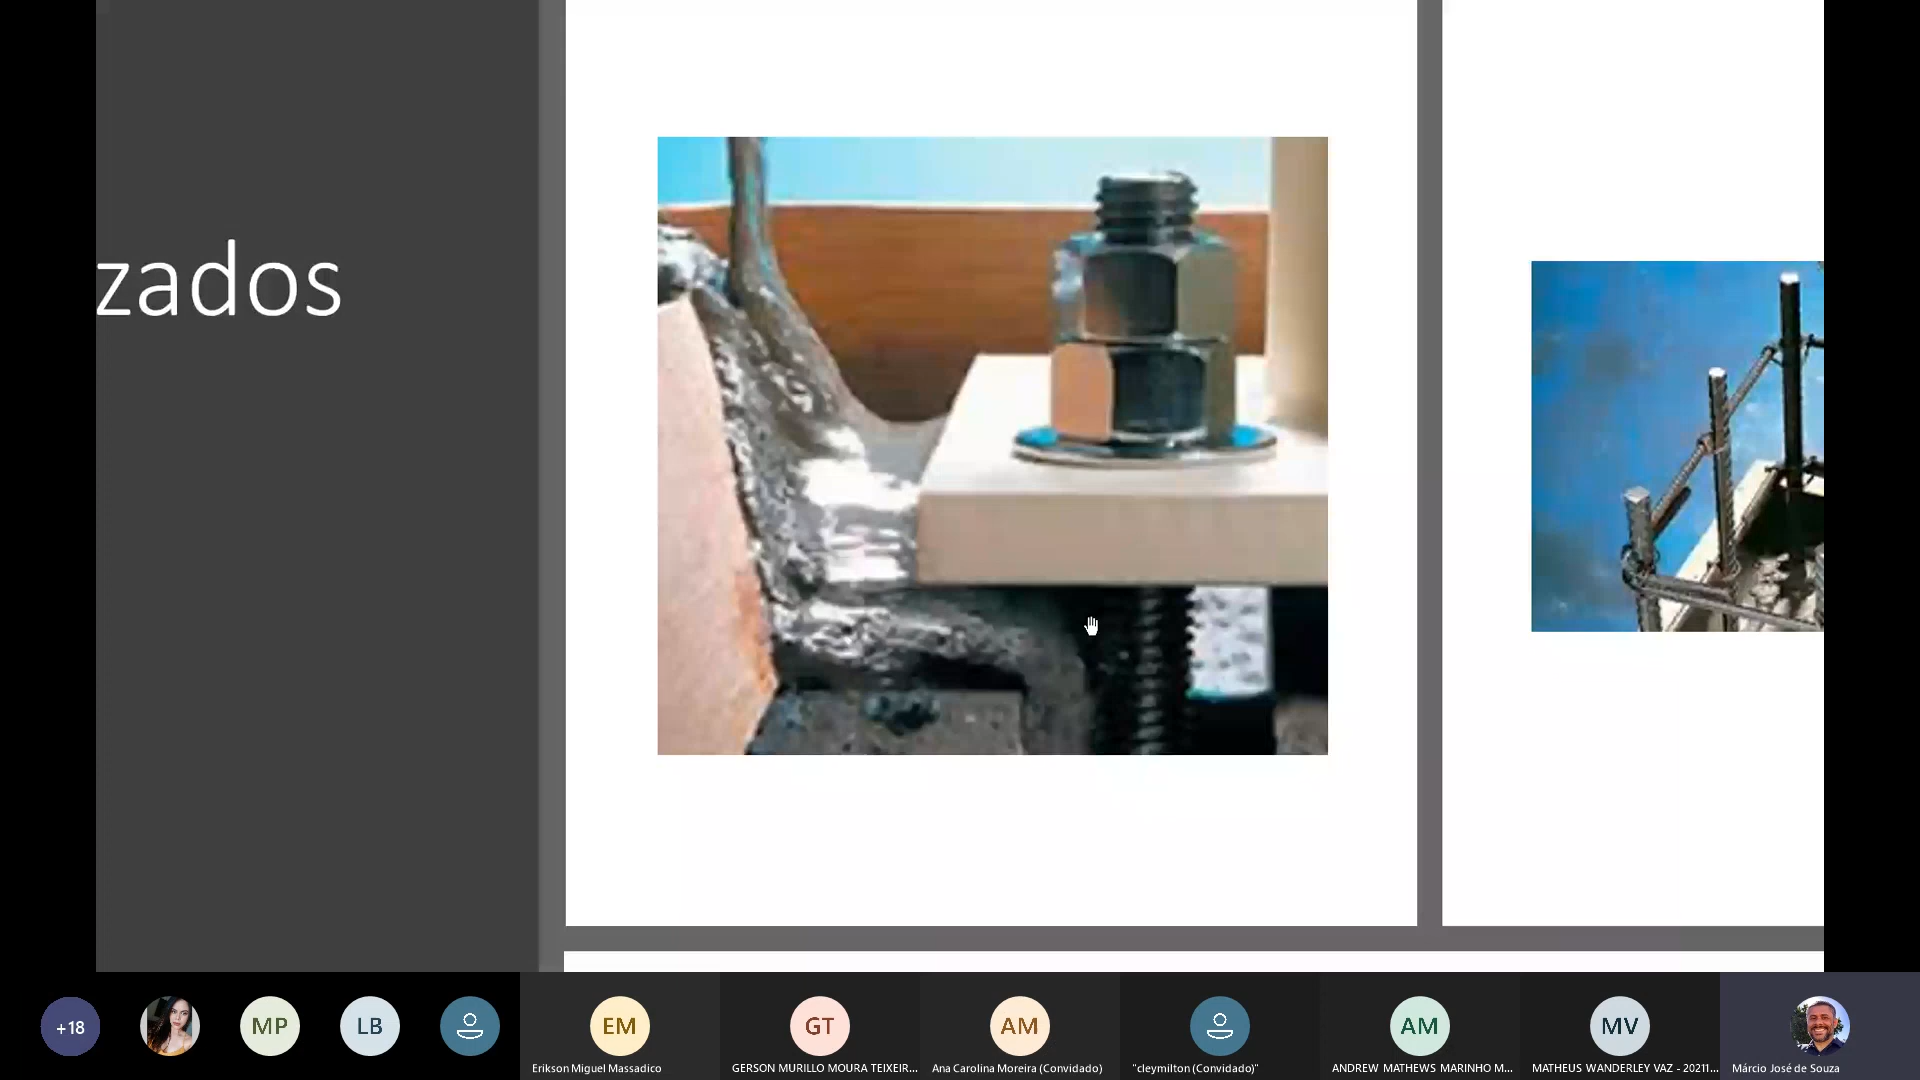 zados
+18
MP
LB
EM
GT
AM
AM
MV
Erikson Miguel Massadico
GERSON MURILLO MOURA TEIXEIR...
Ana Carolina Moreira (Convidado)
"cleymilton (Convidado)"
ANDREW MATHEWS MARINHO M...
MATHEUS WANDERLEY VAZ - 20211...
Márcio José de Souza